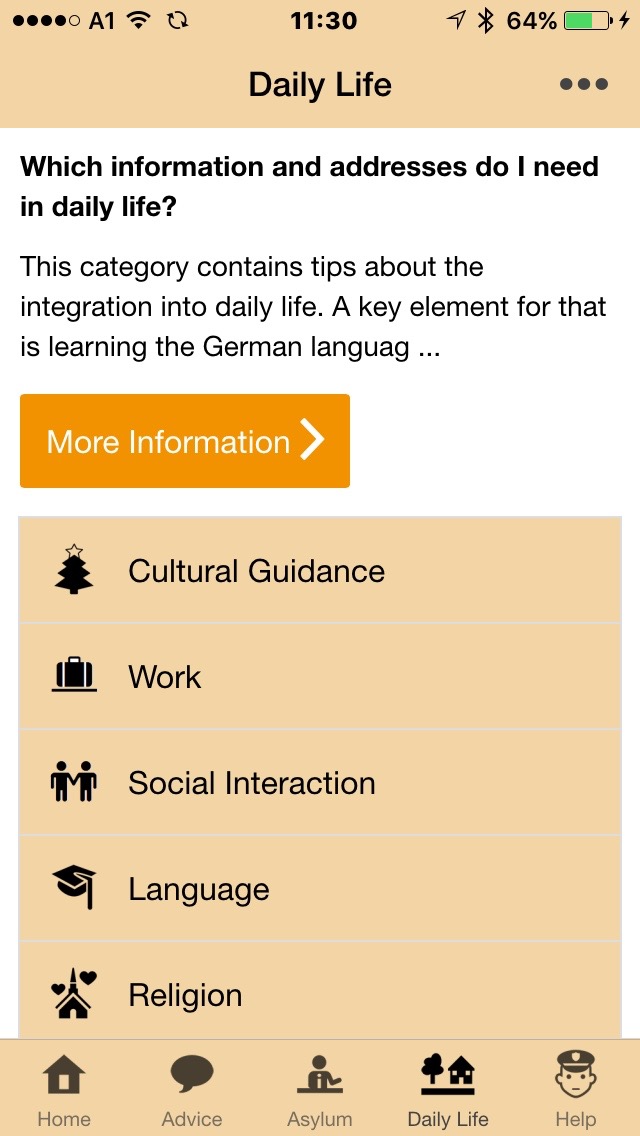 A1 11:30 64%
Daily Life
Which information and addresses do I need
in daily life?
This category contains tips about the
integration into daily life. A key element for that
is learning the German languag ...
More Information
Cultural Guidance
Work
Social Interaction
Language
Religion
Home Advice Asylum Daily Life Help